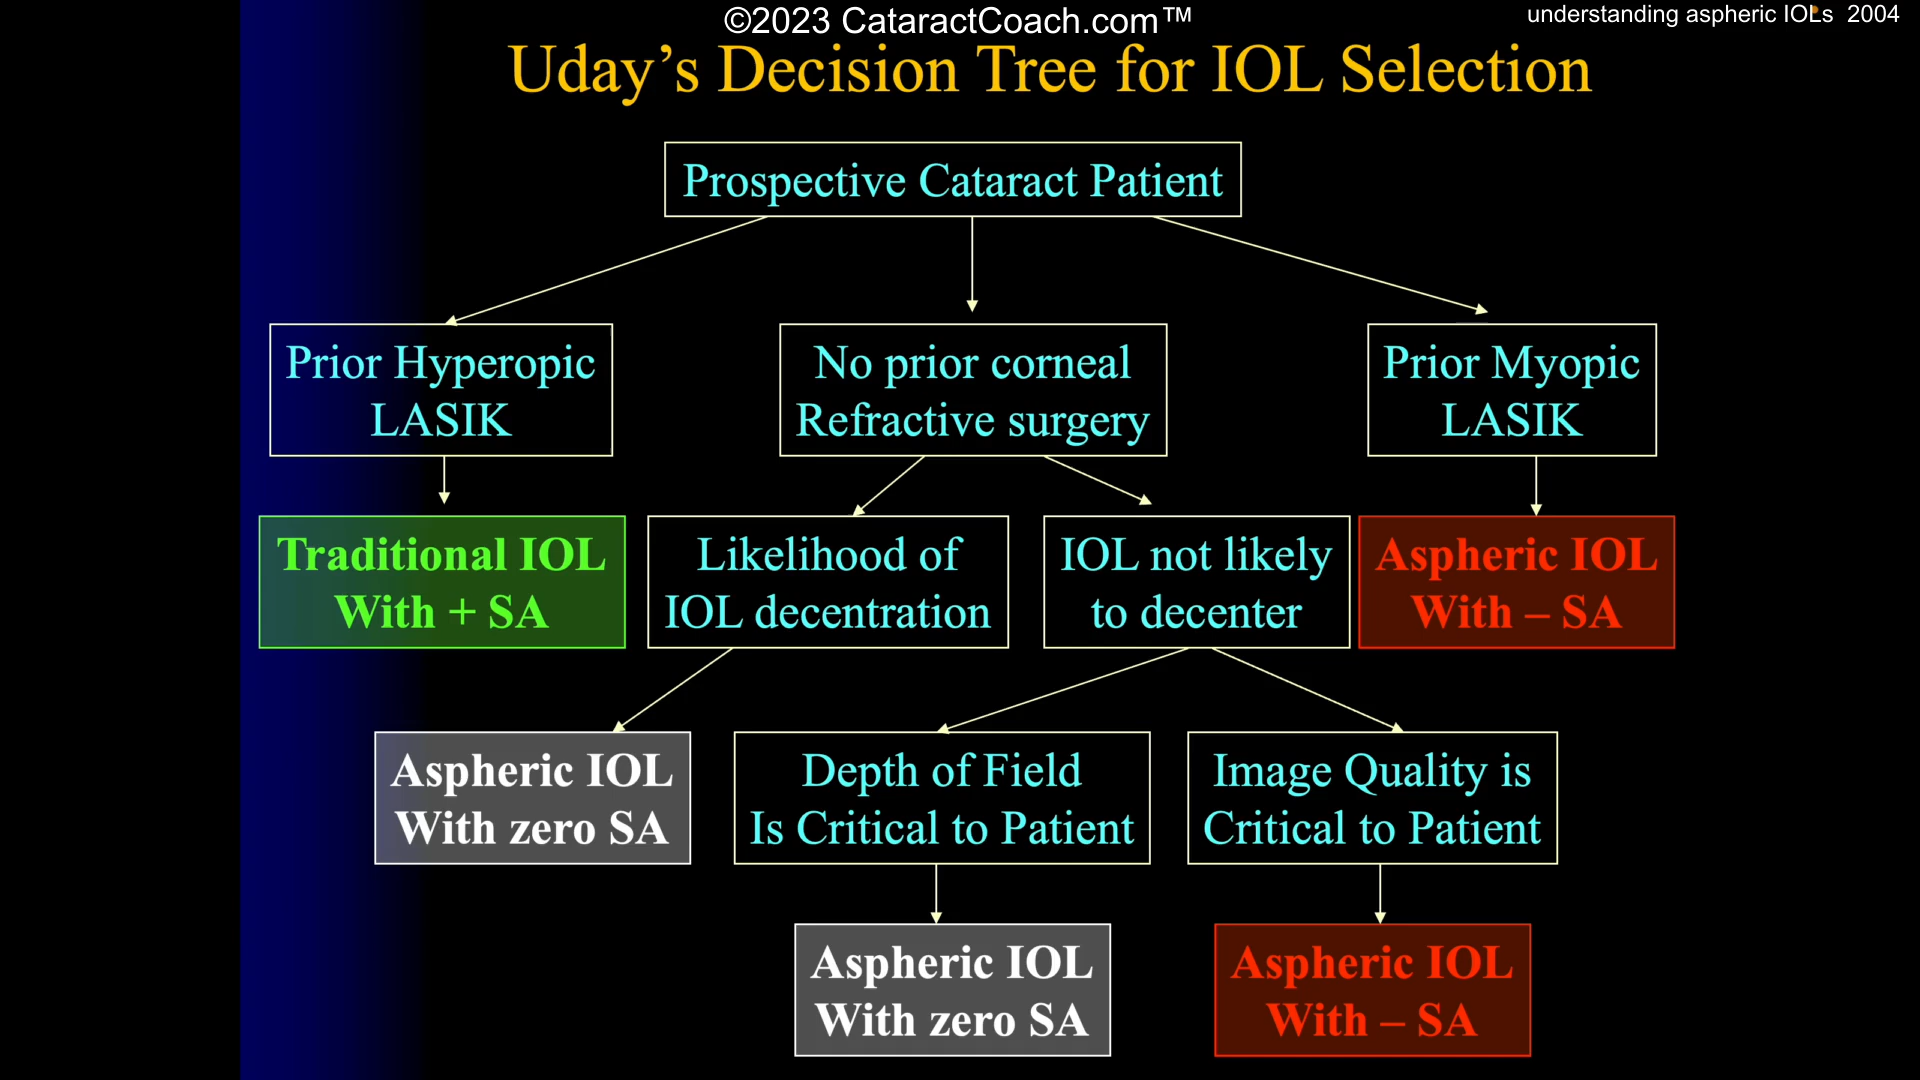 ©2023 CataractCoach.com™
understanding aspheric IOLs 2004
Uday’s Decision Tree for IOL Selection
Prospective Cataract Patient
Prior Hyperopic
LASIK
No prior corneal
Refractive surgery
Prior Myopic
LASIK
Traditional IOL
With + SA
Likelihood of
IOL decentration
IOL not likely
to decenter
Aspheric IOL
With – SA
Aspheric IOL
With zero SA
Depth of Field
Is Critical to Patient
Image Quality is
Critical to Patient
Aspheric IOL
With zero SA
Aspheric IOL
With – SA